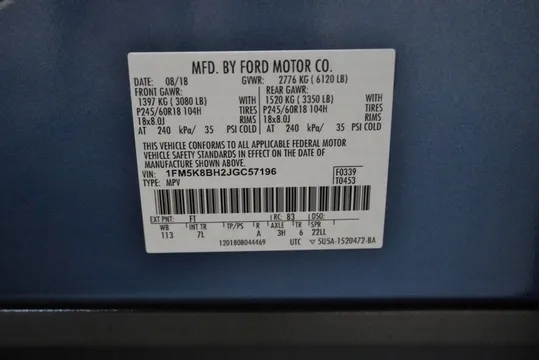 MFD. BY FORD MOTOR CO.
DATE: 08/18 GVWR: 2776 KG ( 6120 LB)
FRONT GAWR: REAR GAWR:
1397 KG ( 3080 LB) WITH 1520 KG ( 3350 LB) WITH
P245/60R18 104H TIRES P245/60R18 104H TIRES
18x8.0J RIMS 18x8.0J RIMS
AT 240 kPa/ 35 PSI COLD AT 240 kPa/ 35 PSI COLD
THIS VEHICLE CONFORMS TO ALL APPLICABLE FEDERAL MOTOR
VEHICLE SAFETY STANDARDS IN EFFECT ON THE DATE OF
MANUFACTURE SHOWN ABOVE.
VIN: 1FM5K8BH2JGC57196 F0339
TYPE: MPV T0453
EXT PNT: FT RC: 83 DSO:
WB INT TR TP/PS R AXLE TR SPR
113 7L A 3H 6 22LL
UTC ▽ 5U5A-1520472-BA